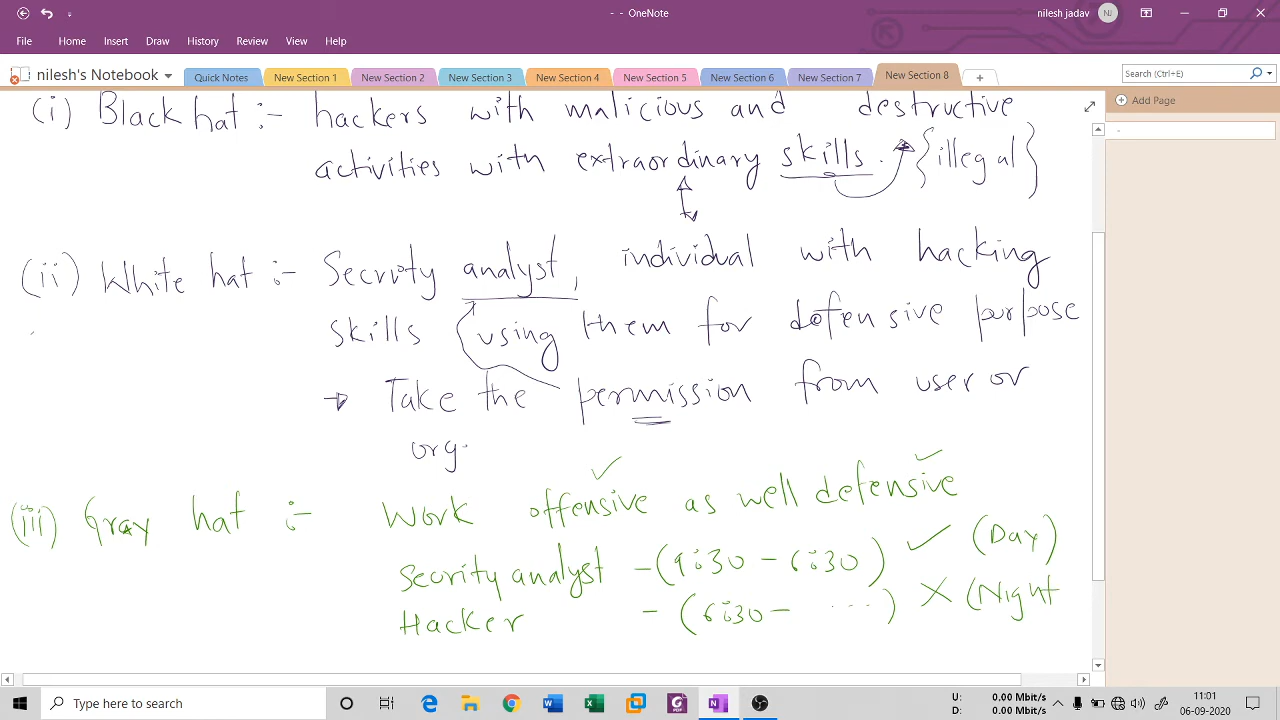 - - OneNote
nilesh jadav NJ
File Home Insert Draw History Review View Help
nilesh's Notebook Quick Notes New Section 1 New Section 2 New Section 3 New Section 4 New Section 5 New Section 6 New Section 7 New Section 8 + Search (Ctrl+E)
Add Page
(i) Black hat :- hackers with malicious and destructive
activities with extraordinary skills. {illegal}
(ii) White hat :- Security analyst, individual with hacking
skills using them for defensive purpose
→ Take the permission from user or
org.
(iii) Gray hat :- Work offensive as well defensive
Security analyst - (9:30 - 6:30) ✓ (Day)
Hacker - (6:30 - ...) X (Night
Type here to search
U: 0.00 Mbit/s
D: 0.00 Mbit/s
11:01
06-09-2020